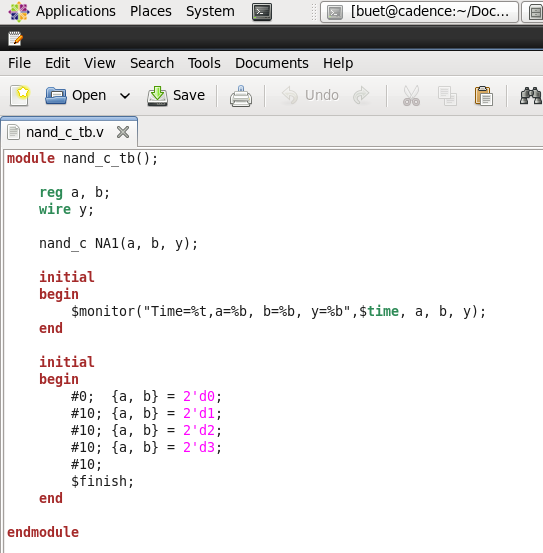 Applications Places System [buet@cadence:~/Doc...
File Edit View Search Tools Documents Help
Open Save Undo
nand_c_tb.v
module nand_c_tb();
reg a, b;
wire y;
nand_c NA1(a, b, y);
initial
begin
$monitor("Time=%t,a=%b, b=%b, y=%b",$time, a, b, y);
end
initial
begin
#0;  {a, b} = 2'd0;
#10; {a, b} = 2'd1;
#10; {a, b} = 2'd2;
#10; {a, b} = 2'd3;
#10;
$finish;
end
endmodule